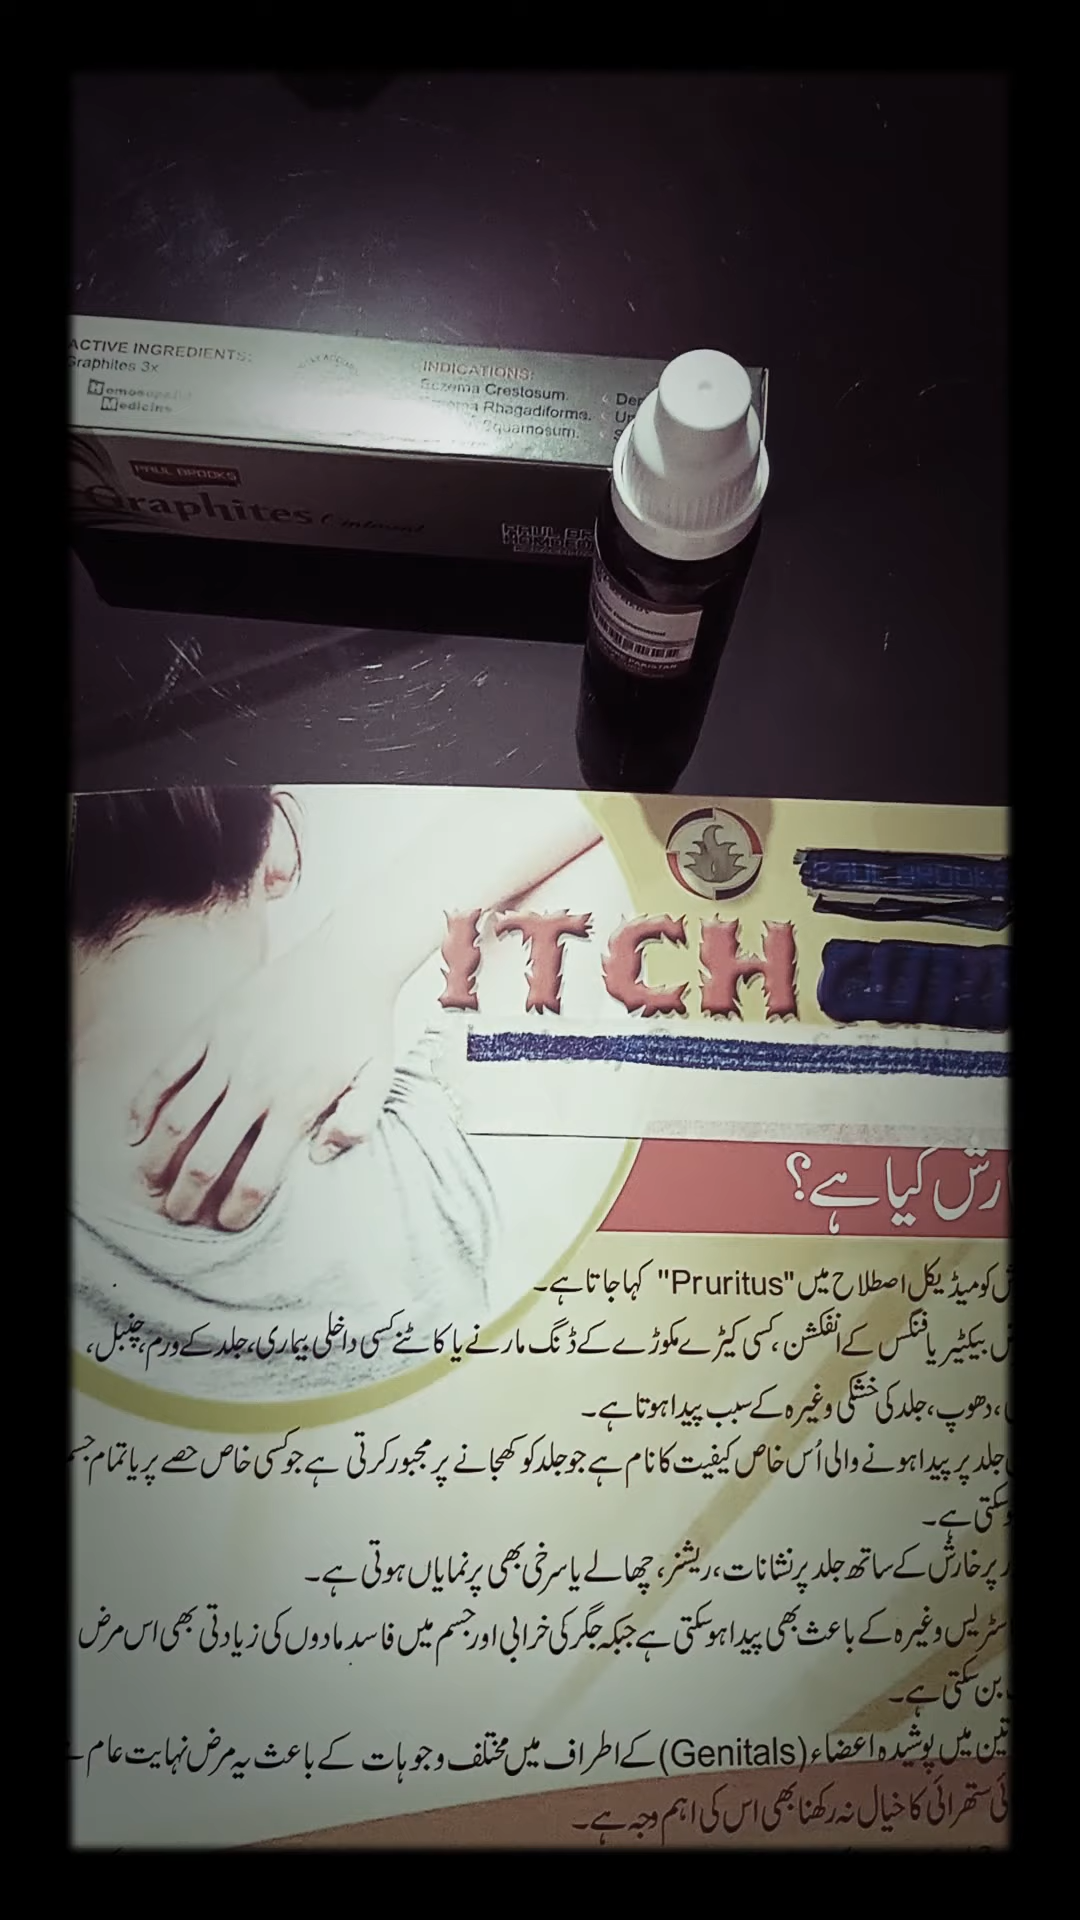 ACTIVE INGREDIENTS:
Graphites 3x
Homoeopathic
Medicine
INDICATIONS:
Eczema Crestosum.
Rhagadiforms.
Squamosum.
PAUL BROOKS
Graphites Ointment
PAUL BR
PAKISTAN
PAUL BROOKS
ITCH
کیا ہے؟
کو میڈیکل اصطلاح میں "Pruritus" کہا جاتا ہے۔
بیکٹیریا فنگس کے انفکشن، کسی کیڑے مکوڑے کے ڈنگ مارنے یا کاٹنے کسی داخلی بیماری، جلد کے ورم، چنبل،
، دھوپ، جلد کی خشکی وغیرہ کے سبب پیدا ہوتا ہے۔
جلد پر پیدا ہونے والی اُس خاص کیفیت کا نام ہے جو جلد کو کھجانے پر مجبور کرتی ہے جو کسی خاص حصے پر یا تمام
سکتی ہے۔
پر خارش کے ساتھ جلد پر نشانات، ریشنر، چھالے یا سرخی بھی پر نمایاں ہوتی ہے۔
سٹریس وغیرہ کے باعث بھی پیدا ہو سکتی ہے جبکہ جگر کی خرابی اور جسم میں فاسد مادوں کی زیادتی بھی اس مرض
بن سکتی ہے۔
میں پوشیدہ اعضاء (Genitals) کے اطراف میں مختلف وجوہات کے باعث یہ مرض نہایت عام
ستھرائی کا خیال نہ رکھنا بھی اس کی اہم وجہ ہے۔